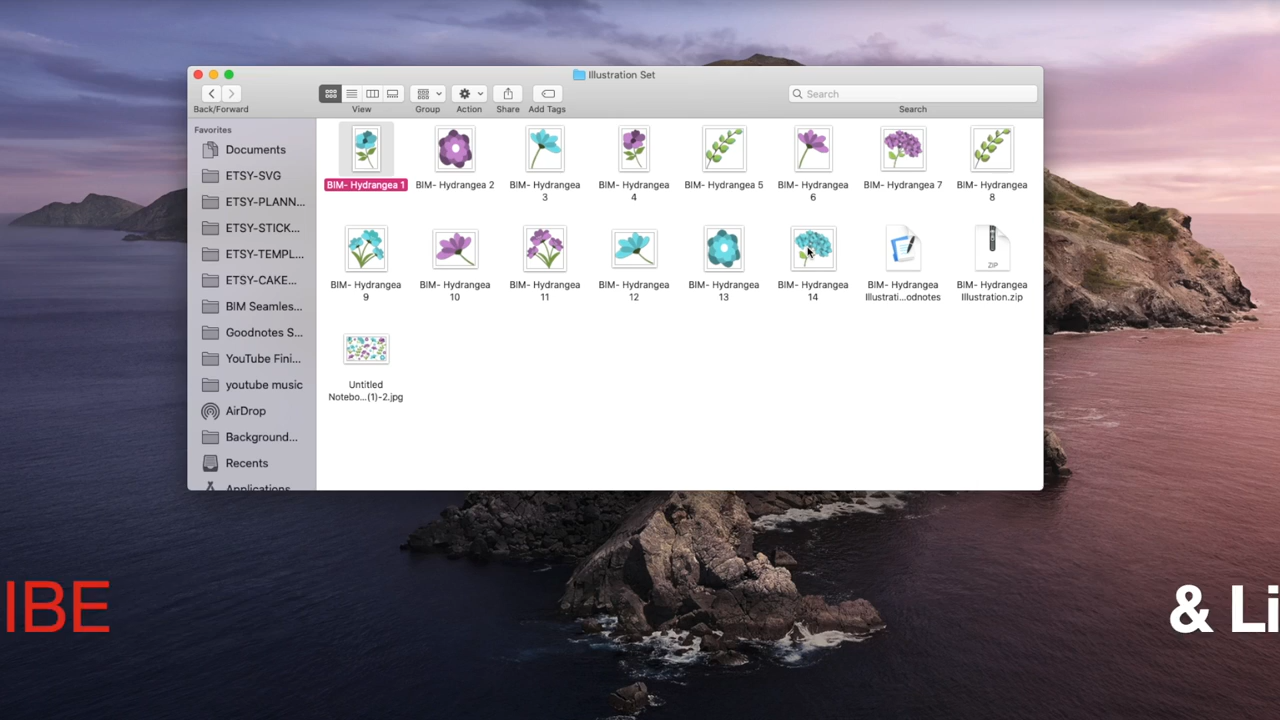 Illustration Set
Search
Back/Forward
View
Group
Action
Share
Add Tags
Search
Favorites
Documents
ETSY-SVG
ETSY-PLANN...
ETSY-STICK...
ETSY-TEMPL...
ETSY-CAKE...
BIM Seamles...
Goodnotes S...
YouTube Fini...
youtube music
AirDrop
Background...
Recents
Applications
BIM- Hydrangea 1
BIM- Hydrangea 2
BIM- Hydrangea
3
BIM- Hydrangea
4
BIM- Hydrangea 5
BIM- Hydrangea
6
BIM- Hydrangea 7
BIM- Hydrangea
8
BIM- Hydrangea
9
BIM- Hydrangea
10
BIM- Hydrangea
11
BIM- Hydrangea
12
BIM- Hydrangea
13
BIM- Hydrangea
14
BIM- Hydrangea
Illustrati...odnotes
ZIP
BIM- Hydrangea
Illustration.zip
Untitled
Notebo...(1)-2.jpg
IBE
& Li